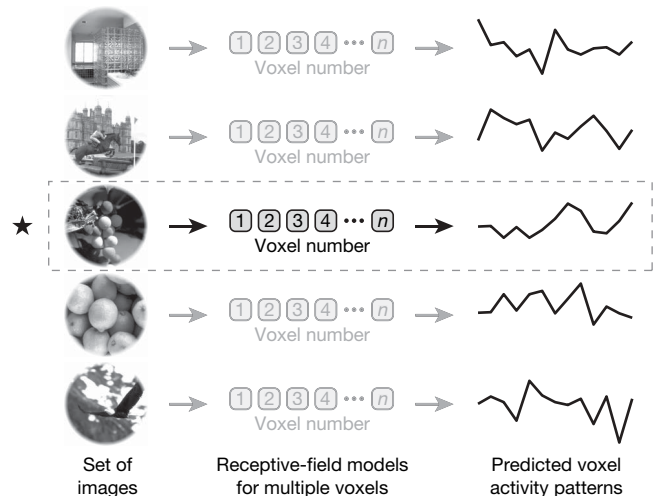 1 2 3 4 ••• n
Voxel number
1 2 3 4 ••• n
Voxel number
★
1 2 3 4 ••• n
Voxel number
1 2 3 4 ••• n
Voxel number
1 2 3 4 ••• n
Voxel number
Set of
images
Receptive-field models
for multiple voxels
Predicted voxel
activity patterns